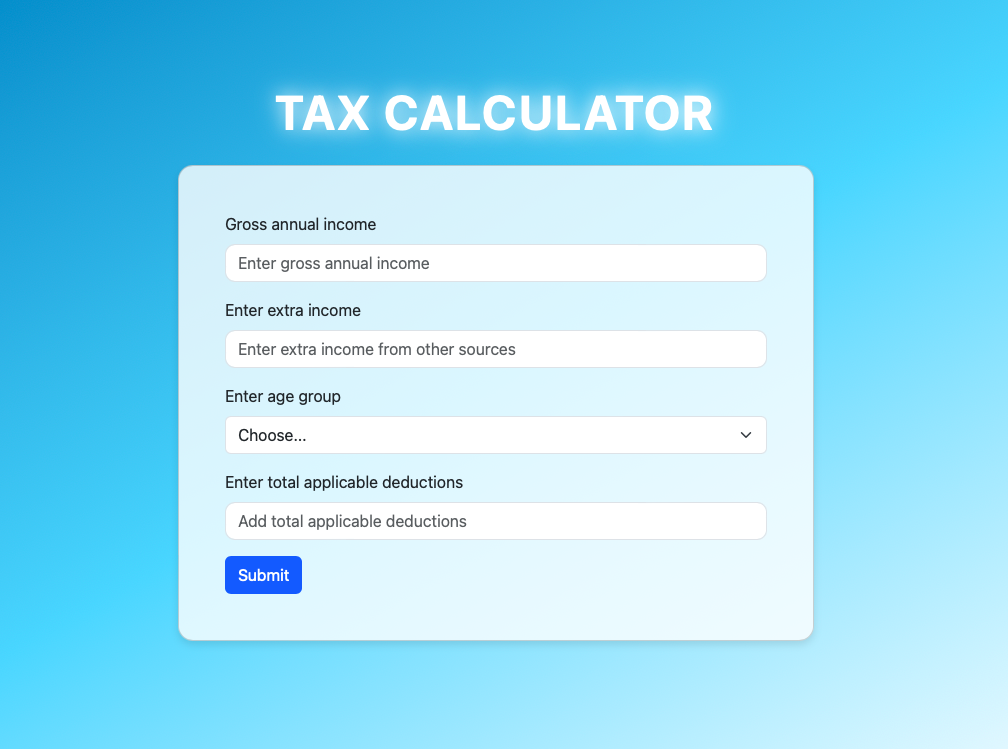 TAX CALCULATOR
Gross annual income
Enter gross annual income
Enter extra income
Enter extra income from other sources
Enter age group
Choose...
Enter total applicable deductions
Add total applicable deductions
Submit